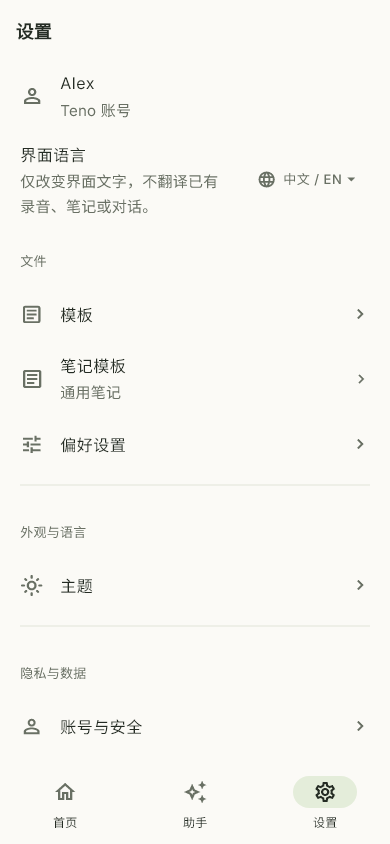 设置
Alex
Teno 账号
界面语言
仅改变界面文字，不翻译已有
录音、笔记或对话。
中文 / EN
文件
模板
笔记模板
通用笔记
偏好设置
外观与语言
主题
隐私与数据
账号与安全
首页
助手
设置